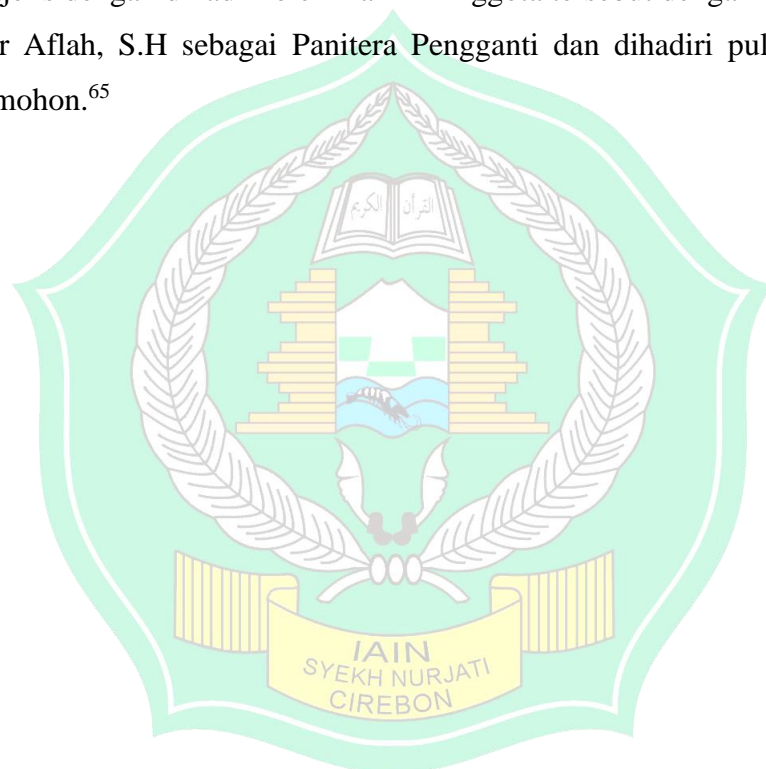 r Aflah, S.H sebagai Panitera Pengganti dan dihadiri pul
mohon.⁶⁵
القرآن الكريم
IAIN
SYEKH NURJATI
CIREBON